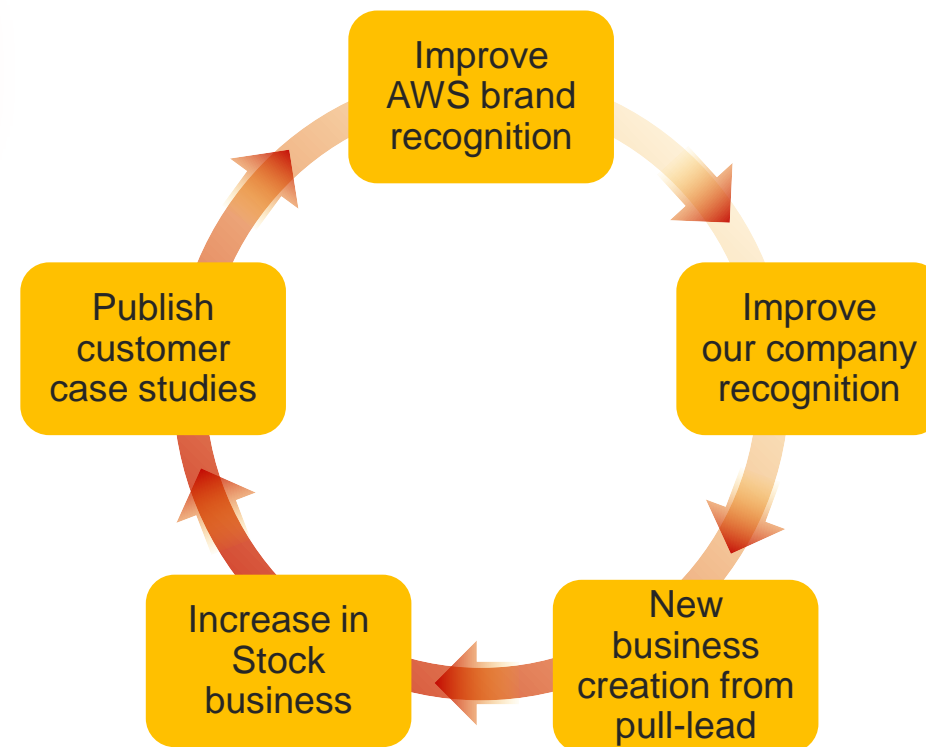 Improve
AWS brand
recognition
Improve
our company
recognition
New
business
creation from
pull-lead
Increase in
Stock
business
Publish
customer
case studies